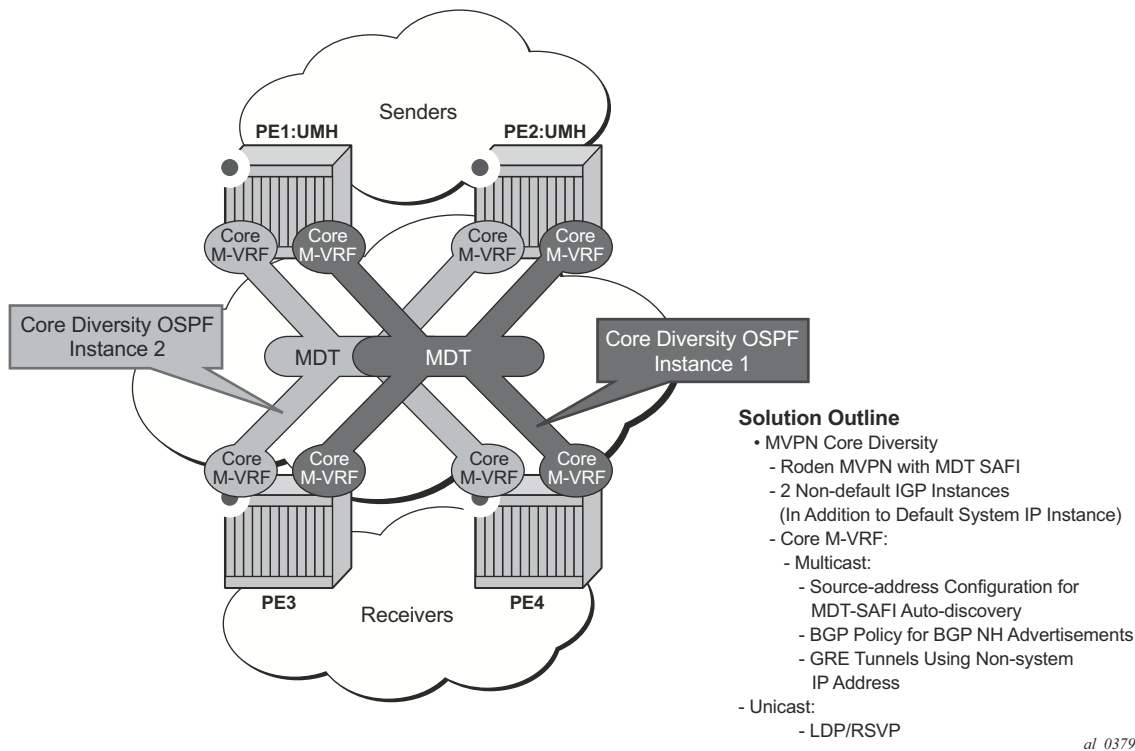 Senders
PE1:UMH
PE2:UMH
Core
M-VRF
Core
M-VRF
Core
M-VRF
Core
M-VRF
Core Diversity OSPF
Instance 2
MDT
MDT
Core Diversity OSPF
Instance 1
Core
M-VRF
Core
M-VRF
Core
M-VRF
Core
M-VRF
PE3
Receivers
PE4
Solution Outline
• MVPN Core Diversity
- Roden MVPN with MDT SAFI
- 2 Non-default IGP Instances
(In Addition to Default System IP Instance)
- Core M-VRF:
- Multicast:
- Source-address Configuration for
MDT-SAFI Auto-discovery
- BGP Policy for BGP NH Advertisements
- GRE Tunnels Using Non-system
IP Address
- Unicast:
- LDP/RSVP
al_0379